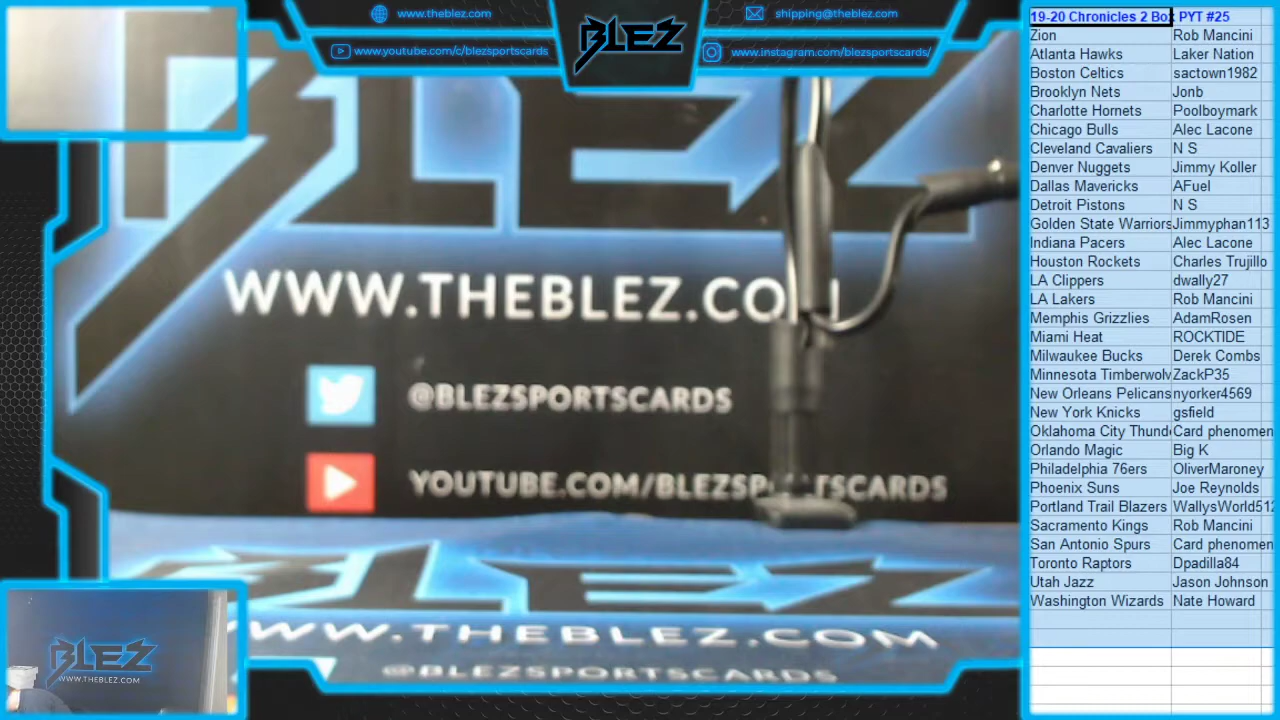 www.theblez.com
shipping@theblez.com
www.youtube.com/c/blezsportscards
www.instagram.com/blezsportscards/
BLEZ
BLEZ
WWW.THEBLEZ.COM
@BLEZSPORTSCARDS
YOUTUBE.COM/BLEZSPORTSCARDS
BLEZ
WWW.THEBLEZ.COM
@BLEZSPORTSCARDS
BLEZ
WWW.THEBLEZ.COM
19-20 Chronicles 2 Box PYT #25
Zion Rob Mancini
Atlanta Hawks Laker Nation
Boston Celtics sactown1982
Brooklyn Nets Jonb
Charlotte Hornets Poolboymark
Chicago Bulls Alec Lacone
Cleveland Cavaliers N S
Denver Nuggets Jimmy Koller
Dallas Mavericks AFuel
Detroit Pistons N S
Golden State Warriors Jimmyphan113
Indiana Pacers Alec Lacone
Houston Rockets Charles Trujillo
LA Clippers dwally27
LA Lakers Rob Mancini
Memphis Grizzlies AdamRosen
Miami Heat ROCKTIDE
Milwaukee Bucks Derek Combs
Minnesota Timberwolv ZackP35
New Orleans Pelicans nyorker4569
New York Knicks gsfield
Oklahoma City Thund Card phenomen
Orlando Magic Big K
Philadelphia 76ers OliverMaroney
Phoenix Suns Joe Reynolds
Portland Trail Blazers WallysWorld512
Sacramento Kings Rob Mancini
San Antonio Spurs Card phenomen
Toronto Raptors Dpadilla84
Utah Jazz Jason Johnson
Washington Wizards Nate Howard